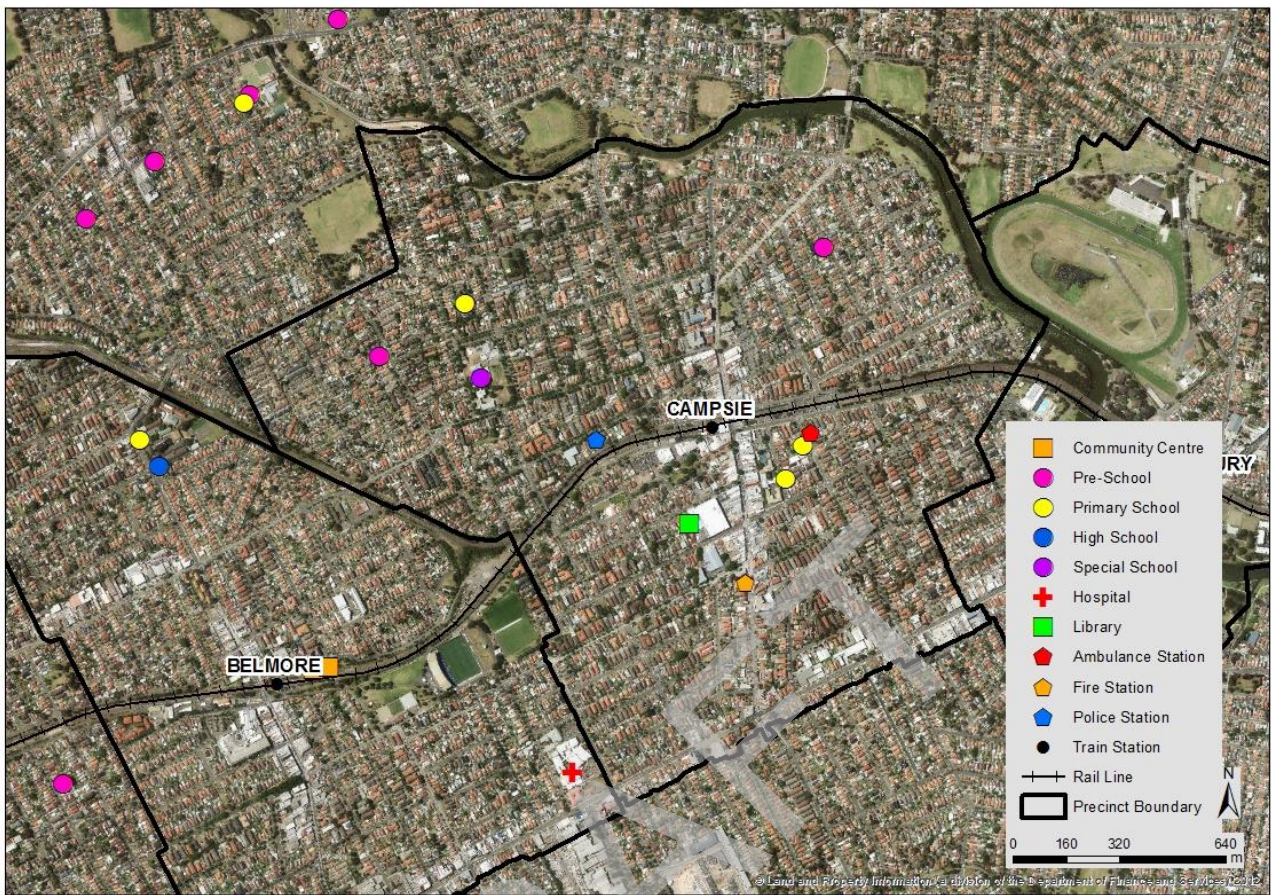 CAMPSIE
BELMORE
URY
Community Centre
Pre-School
Primary School
High School
Special School
Hospital
Library
Ambulance Station
Fire Station
Police Station
Train Station
Rail Line
Precinct Boundary
N
0 160 320 640
m
© Land and Property Information (a division of the Department of Finance and Services) 2012